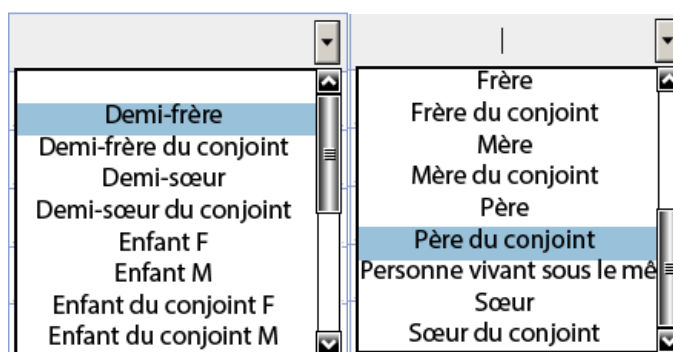 Demi-frère
Demi-frère du conjoint
Demi-sœur
Demi-sœur du conjoint
Enfant F
Enfant M
Enfant du conjoint F
Enfant du conjoint M
Frère
Frère du conjoint
Mère
Mère du conjoint
Père
Père du conjoint
Personne vivant sous le mê
Sœur
Sœur du conjoint